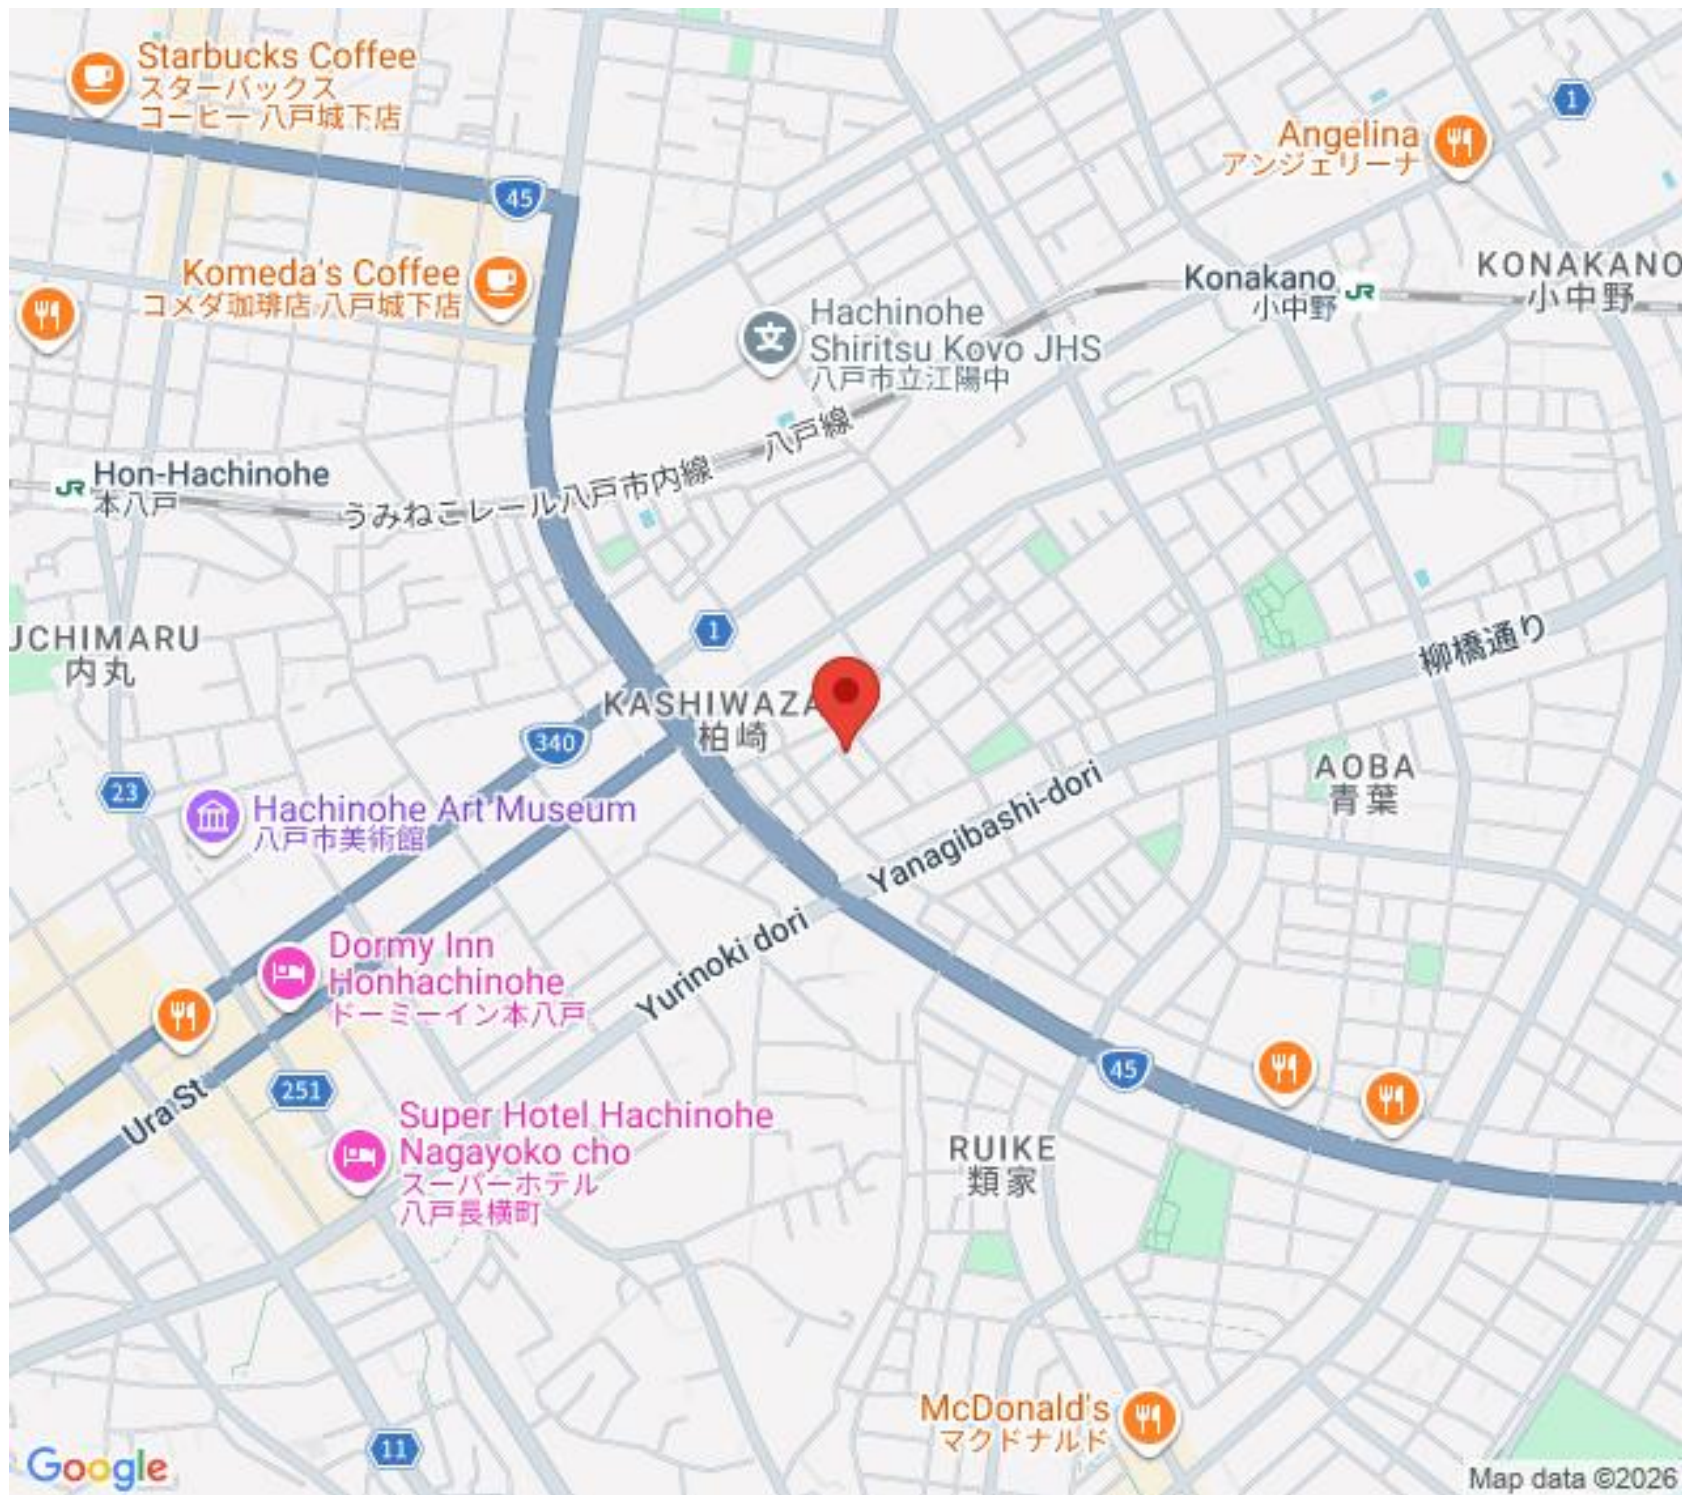 Starbucks Coffee
スターバックス
コーヒー 八戸城下店
1
Angelina
アンジェリーナ
45
Komeda's Coffee
コメダ珈琲店 八戸城下店
Hachinohe
Shiritsu Koyo JHS
八戸市立江陽中
Konakano
小中野
JR
KONAKANO
小中野
JR
Hon-Hachinohe
本八戸
うみねこレール八戸市内線
八戸線
UCHIMARU
内丸
1
柳橋通り
KASHIWAZA
柏崎
340
23
AOBA
青葉
Hachinohe Art Museum
八戸市美術館
Yanagibashi-dori
Yurinoki dori
Dormy Inn
Honhachinohe
ドーミーイン本八戸
45
251
Ura St
Super Hotel Hachinohe
Nagayoko cho
スーパーホテル
八戸長横町
RUIKE
類家
McDonald's
マクドナルド
11
Google
Map data ©2026